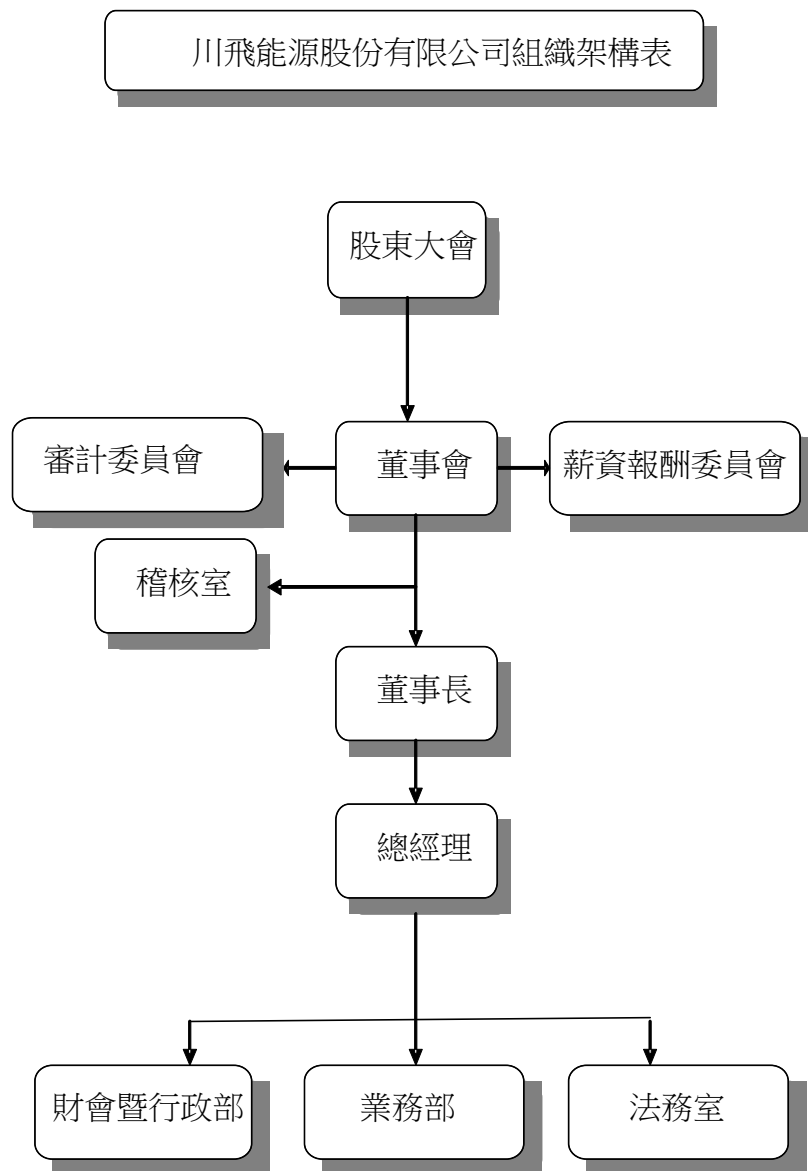 川飛能源股份有限公司組織架構表
股東大會
審計委員會
董事會
薪資報酬委員會
稽核室
董事長
總經理
財會暨行政部
業務部
法務室